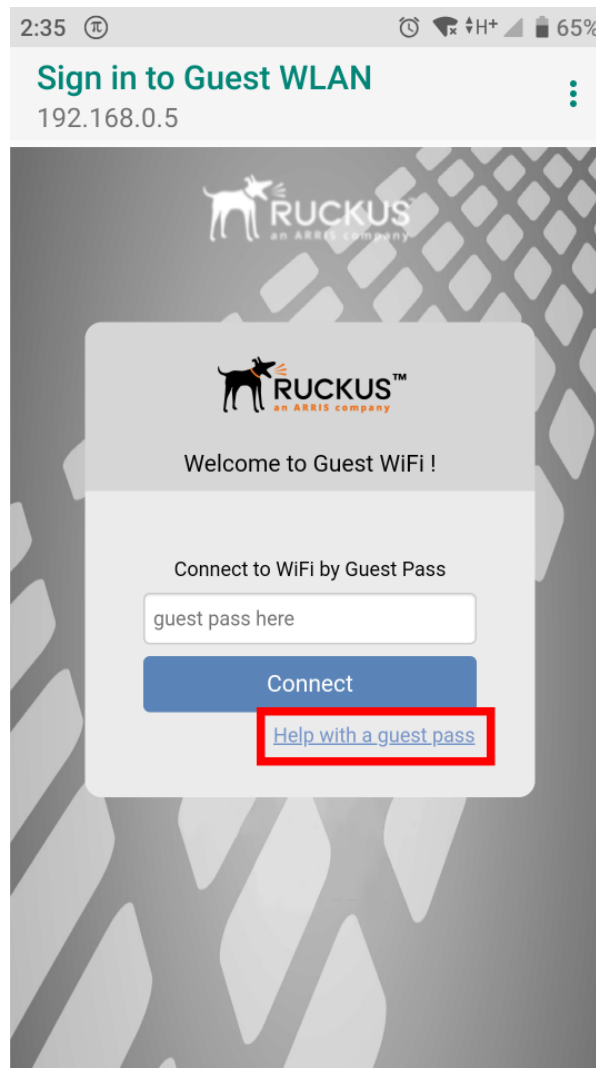 2:35 π H+ 65%
Sign in to Guest WLAN
192.168.0.5
RUCKUS
an ARRIS company
RUCKUS™
an ARRIS company
Welcome to Guest WiFi !
Connect to WiFi by Guest Pass
guest pass here
Connect
Help with a guest pass